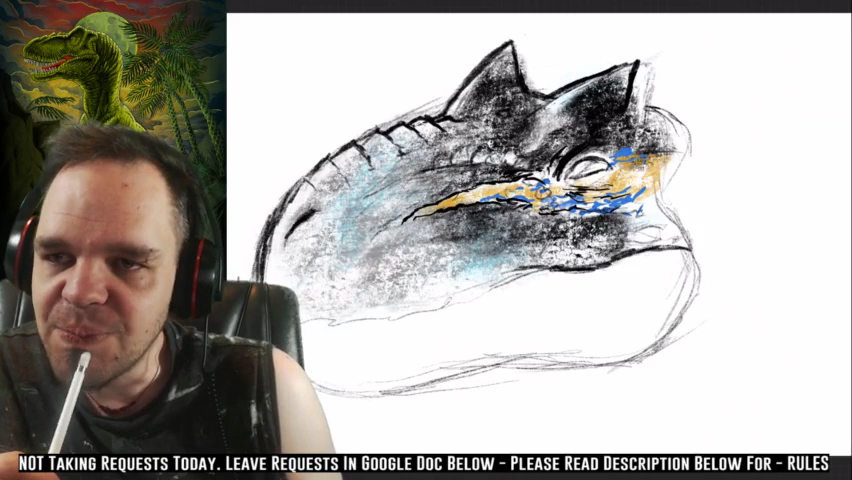 NOT TAKING REQUESTS TODAY. LEAVE REQUESTS IN GOOGLE DOC BELOW - PLEASE READ DESCRIPTION BELOW FOR - RULES